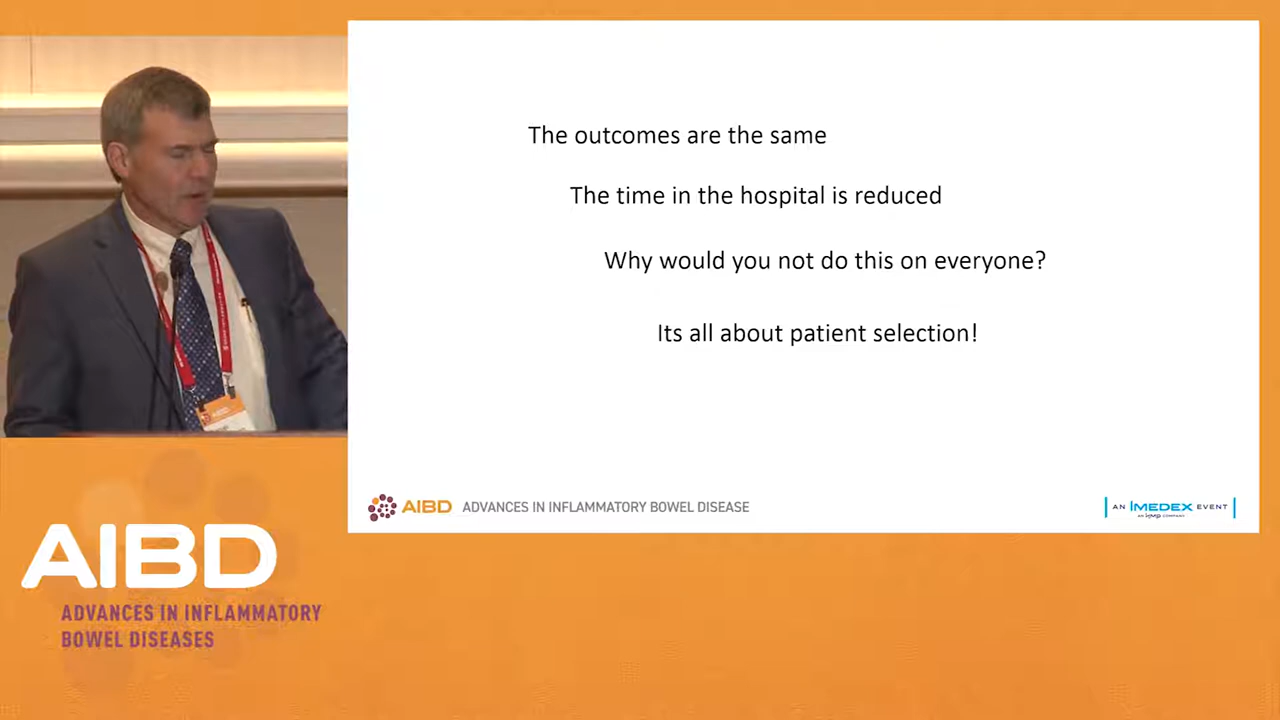 The outcomes are the same
The time in the hospital is reduced
Why would you not do this on everyone?
Its all about patient selection!
AIBD ADVANCES IN INFLAMMATORY BOWEL DISEASE
AN IMEDEX EVENT
AIBD
ADVANCES IN INFLAMMATORY
BOWEL DISEASES
AIBD